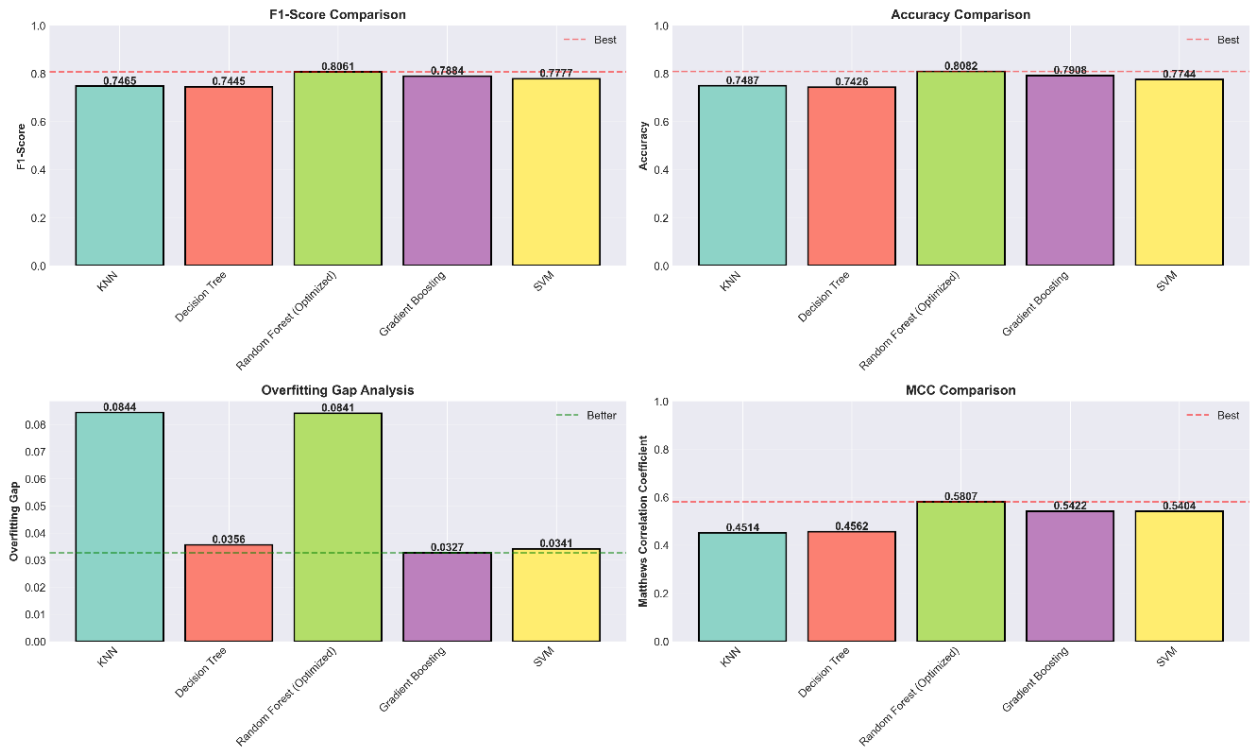 F1-Score Comparison
1.0
0.8
0.6
0.4
0.2
0.0
F1-Score
Best
0.7465
0.7445
0.8061
0.7884
0.7777
KNN
Decision Tree
Random Forest (Optimized)
Gradient Boosting
SVM
Accuracy Comparison
1.0
0.8
0.6
0.4
0.2
0.0
Accuracy
Best
0.7487
0.7426
0.8082
0.7908
0.7744
KNN
Decision Tree
Random Forest (Optimized)
Gradient Boosting
SVM
Overfitting Gap Analysis
0.08
0.07
0.06
0.05
0.04
0.03
0.02
0.01
0.00
Overfitting Gap
Better
0.0844
0.0356
0.0841
0.0327
0.0341
KNN
Decision Tree
Random Forest (Optimized)
Gradient Boosting
SVM
MCC Comparison
1.0
0.8
0.6
0.4
0.2
0.0
Matthews Correlation Coefficient
Best
0.4514
0.4562
0.5807
0.5422
0.5404
KNN
Decision Tree
Random Forest (Optimized)
Gradient Boosting
SVM